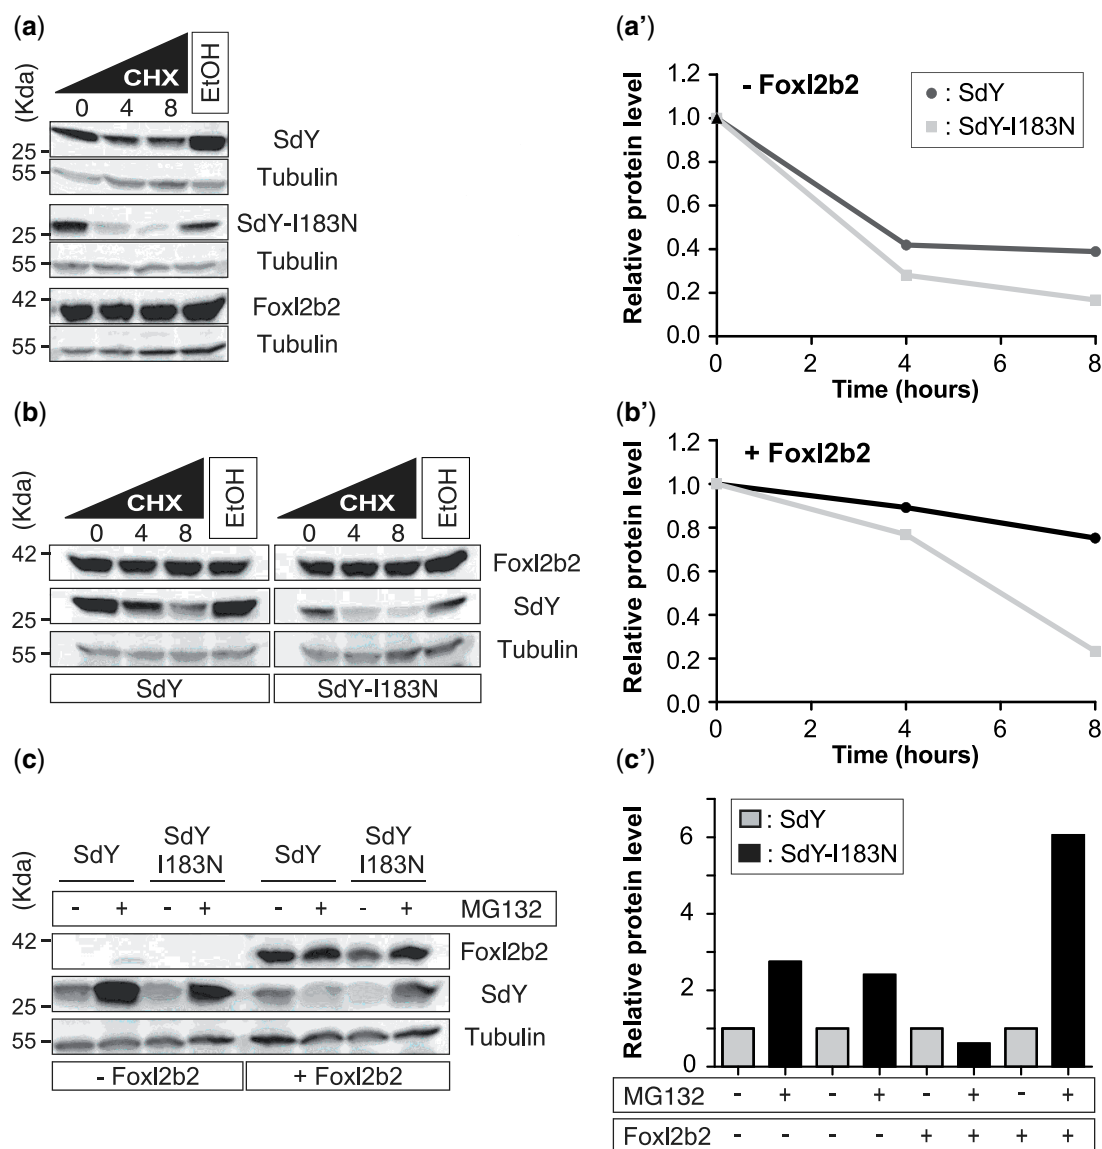 (a)
(Kda)
CHX
EtOH
0 4 8
25
SdY
55
Tubulin
25
SdY-I183N
55
Tubulin
42
Foxl2b2
55
Tubulin
(a’)
Relative protein level
1.2
1.0
0.8
0.6
0.4
0.2
0.0
- Foxl2b2
: SdY
: SdY-I183N
0 2 4 6 8
Time (hours)
(b)
(Kda)
CHX
EtOH
CHX
EtOH
0 4 8 0 4 8
42
Foxl2b2
25
SdY
55
Tubulin
SdY SdY-I183N
(b’)
Relative protein level
1.2
1.0
0.8
0.6
0.4
0.2
0.0
+ Foxl2b2
0 2 4 6 8
Time (hours)
(c)
(Kda)
SdY SdY I183N SdY SdY I183N
- + - + - + - + MG132
42
Foxl2b2
25
SdY
55
Tubulin
- Foxl2b2 + Foxl2b2
(c’)
Relative protein level
6
4
2
0
: SdY
: SdY-I183N
MG132 - + - + - + - +
Foxl2b2 - - - - + + + +